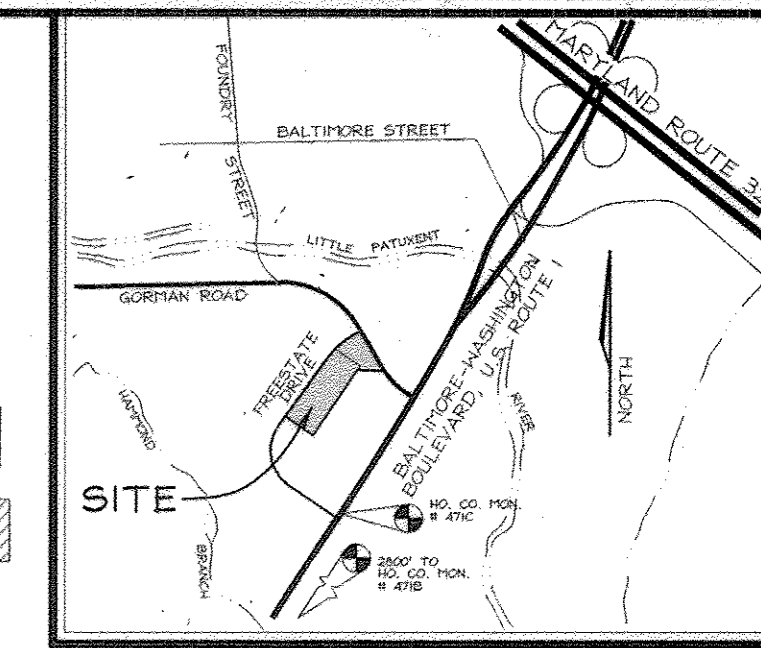 MARYLAND ROUTE 32
FOUNDRY
STREET
BALTIMORE STREET
LITTLE PATUXENT
GORMAN ROAD
BALTIMORE-WASHINGTON
BOULEVARD, U.S. ROUTE 1
FREESTATE
DRIVE
NORTH
HAMMOND
RIVER
SITE
HO. CO. MON.
# 471C
BRANCH
2800' TO
HO. CO. MON.
# 471B